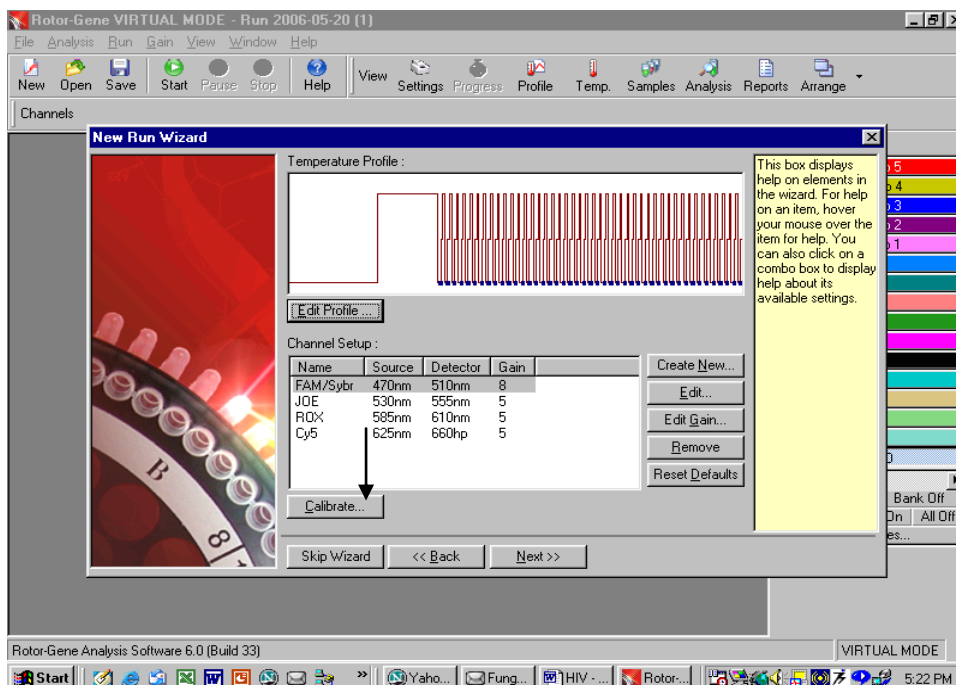 Rotor-Gene VIRTUAL MODE - Run 2006-05-20 (1)
File Analysis Run Gain View Window Help
New Open Save Start Pause Stop Help View Settings Progress Profile Temp. Samples Analysis Reports Arrange
Channels
New Run Wizard
Temperature Profile :
Edit Profile ...
Channel Setup :
Name Source Detector Gain
FAM/Sybr 470nm 510nm 8
JOE 530nm 555nm 5
ROX 585nm 610nm 5
Cy5 625nm 660hp 5
Create New...
Edit...
Edit Gain...
Remove
Reset Defaults
Calibrate...
Skip Wizard << Back Next >>
This box displays
help on elements in
the wizard. For help
on an item, hover
your mouse over the
item for help. You
can also click on a
combo box to display
help about its
available settings.
B
8
5
4
3
2
1
Bank Off
On All Off
es...
Rotor-Gene Analysis Software 6.0 (Build 33) VIRTUAL MODE
Start » Yaho... Fung... HIV - ... Rotor-... 5:22 PM